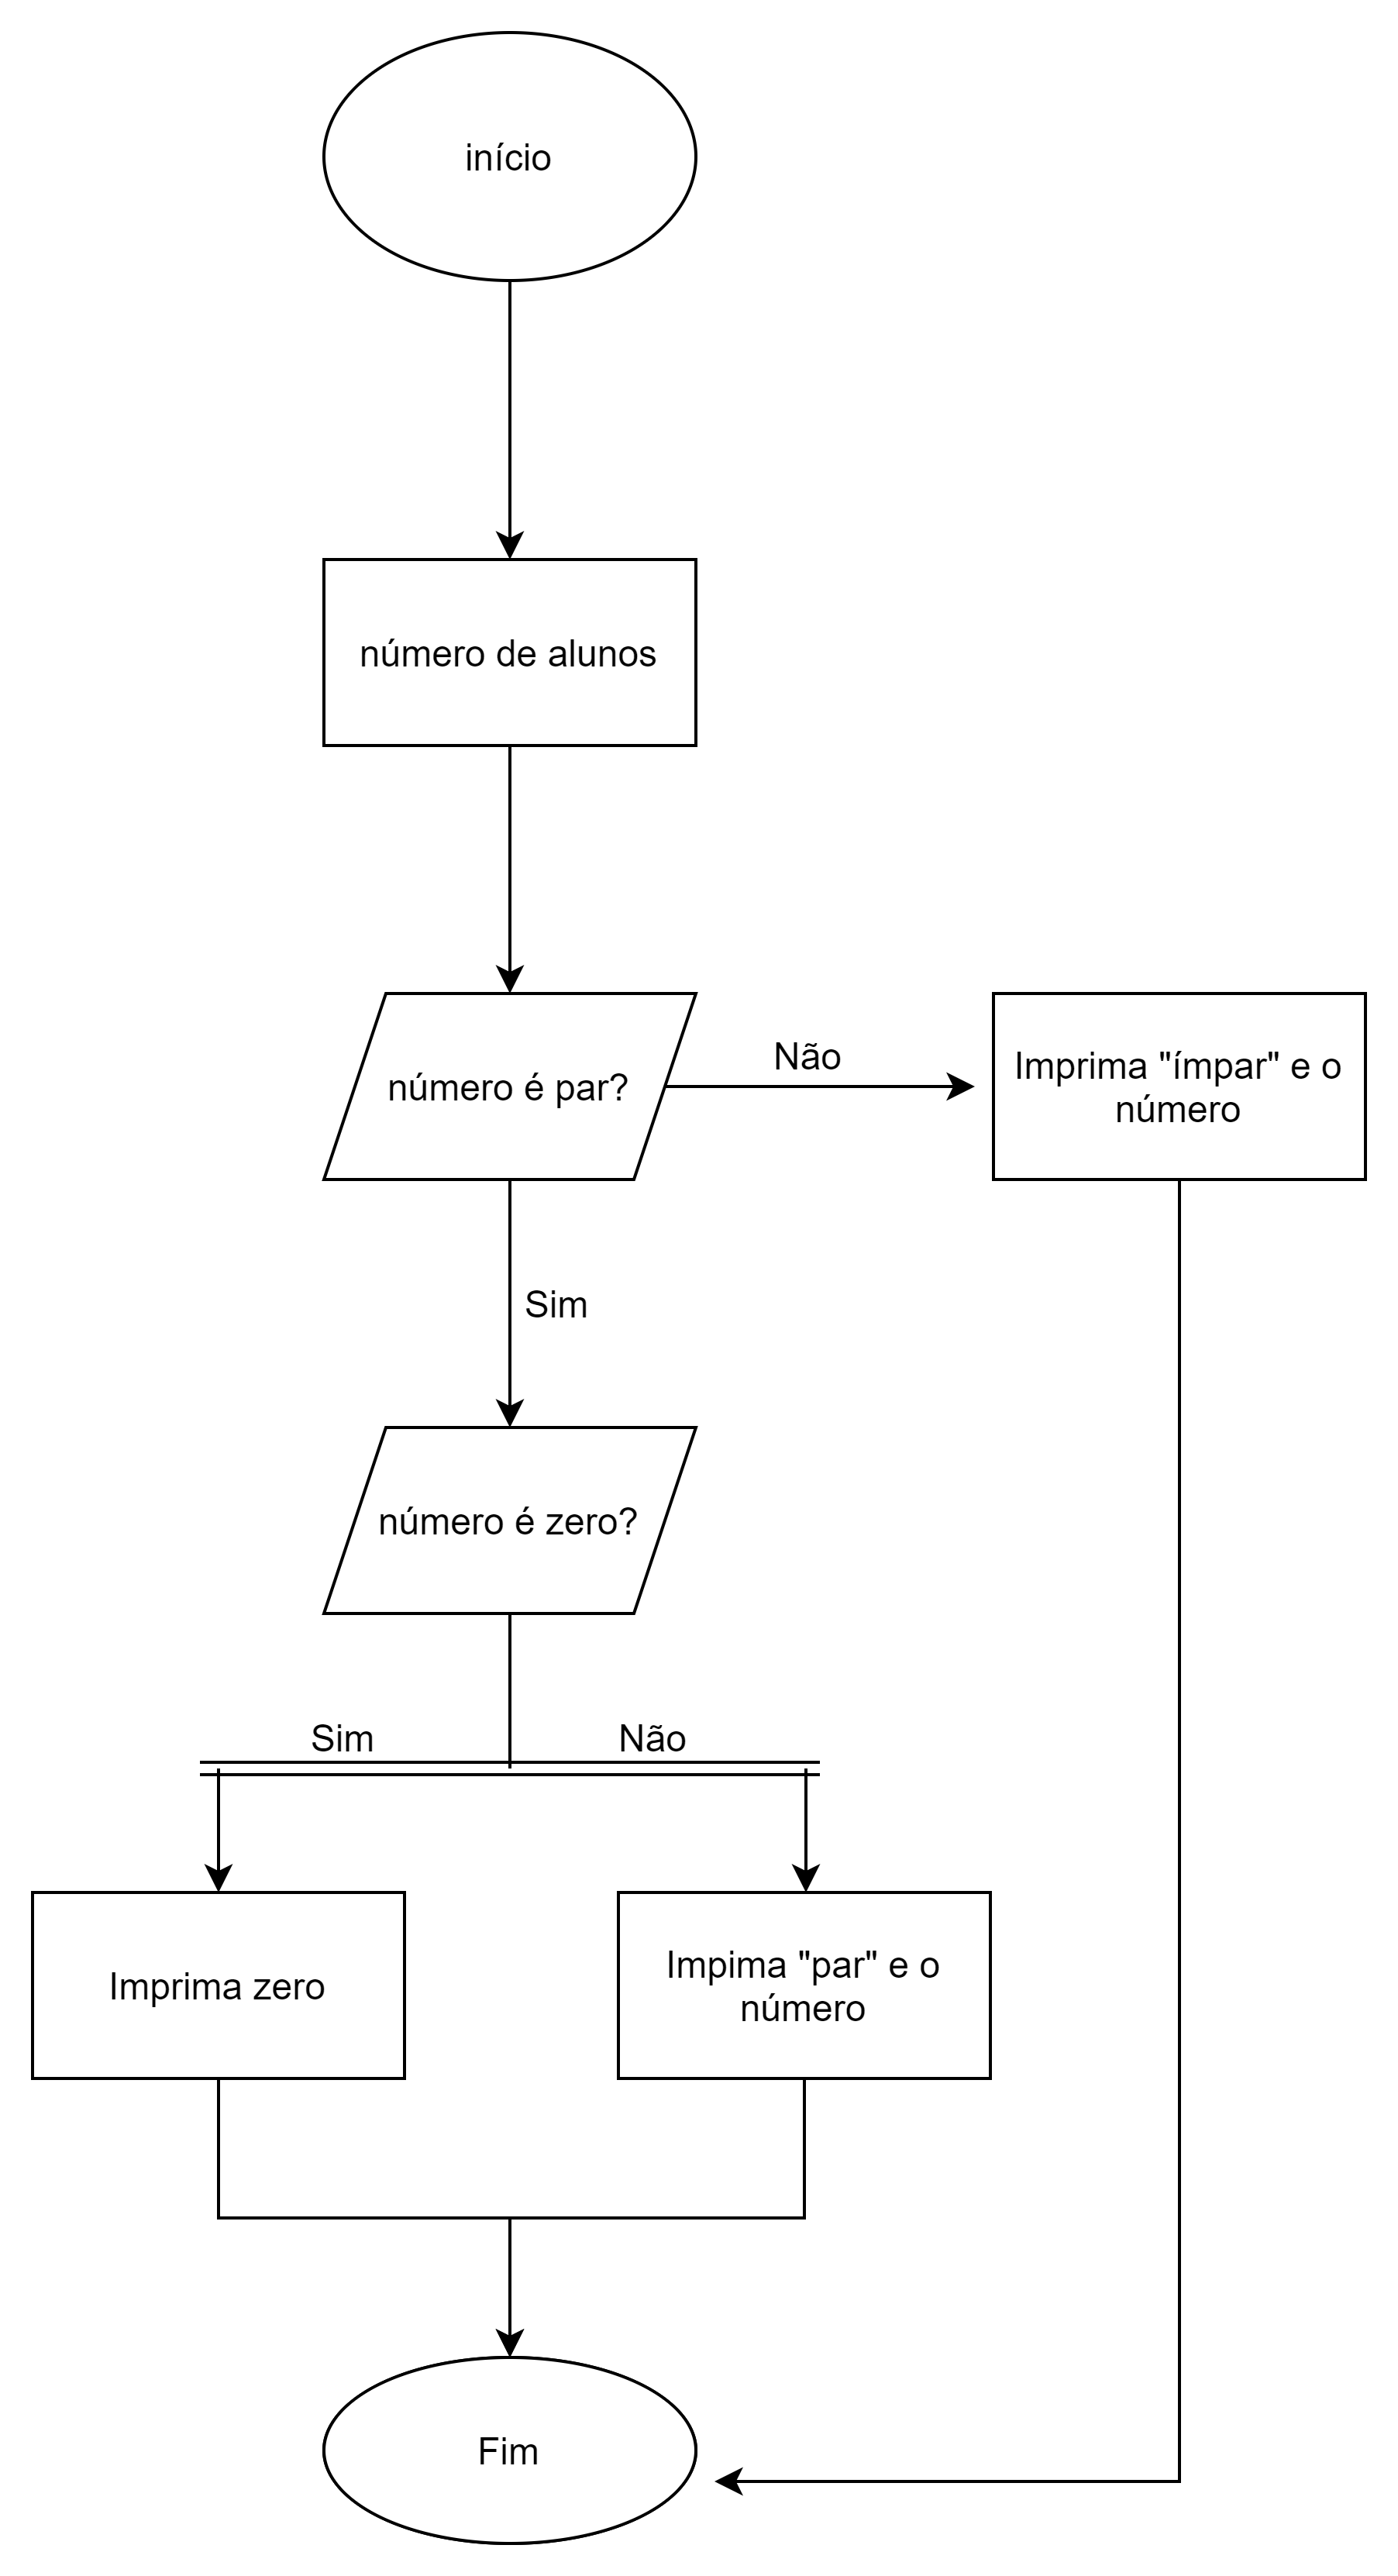 início
número de alunos
número é par?
Não
Imprima "ímpar" e o
número
Sim
número é zero?
Sim
Não
Imprima zero
Impima "par" e o
número
Fim